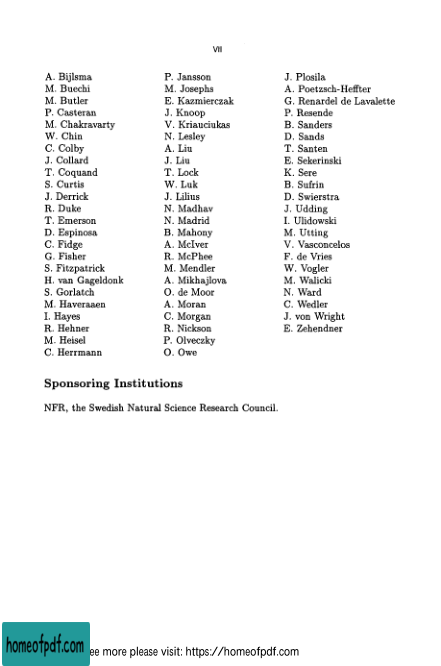 VII
A. Bijlsma
M. Buechi
M. Butler
P. Casteran
M. Chakravarty
W. Chin
C. Colby
J. Collard
T. Coquand
S. Curtis
J. Derrick
R. Duke
T. Emerson
D. Espinosa
C. Fidge
G. Fisher
S. Fitzpatrick
H. van Gageldonk
S. Gorlatch
M. Haveraaen
I. Hayes
R. Hehner
M. Heisel
C. Herrmann
P. Jansson
M. Josephs
E. Kazmierczak
J. Knoop
V. Kriauciukas
N. Lesley
A. Liu
J. Liu
T. Lock
W. Luk
J. Lilius
N. Madhav
N. Madrid
B. Mahony
A. McIver
R. McPhee
M. Mendler
A. Mikhajlova
O. de Moor
A. Moran
C. Morgan
R. Nickson
P. Olveczky
O. Owe
J. Plosila
A. Poetzsch-Heffter
G. Renardel de Lavalette
P. Resende
B. Sanders
D. Sands
T. Santen
E. Sekerinski
K. Sere
B. Sufrin
D. Swierstra
J. Udding
I. Ulidowski
M. Utting
V. Vasconcelos
F. de Vries
W. Vogler
M. Walicki
N. Ward
C. Wedler
J. von Wright
E. Zehendner
Sponsoring Institutions
NFR, the Swedish Natural Science Research Council.
homeofpdf.com
ee more please visit: https://homeofpdf.com